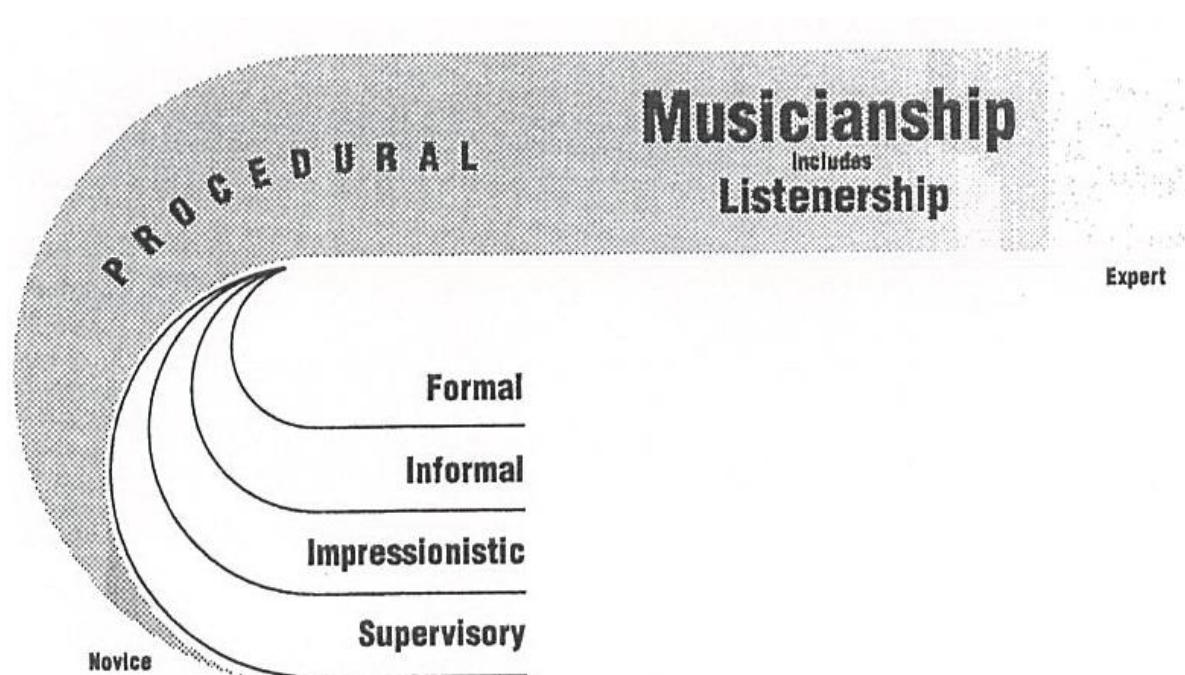 Musicianship
includes
Listenership
PROCEDURAL
Expert
Formal
Informal
Impressionistic
Supervisory
Novice